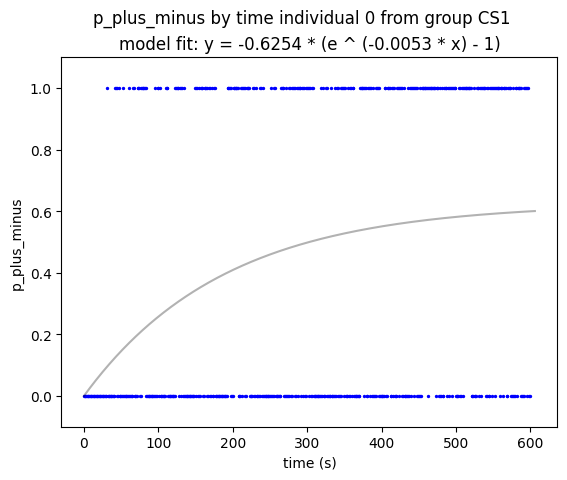 p_plus_minus by time individual 0 from group CS1
model fit: y = -0.6254 * (e ^ (-0.0053 * x) - 1)
1.0
0.8
0.6
0.4
0.2
0.0
p_plus_minus
0 100 200 300 400 500 600
time (s)